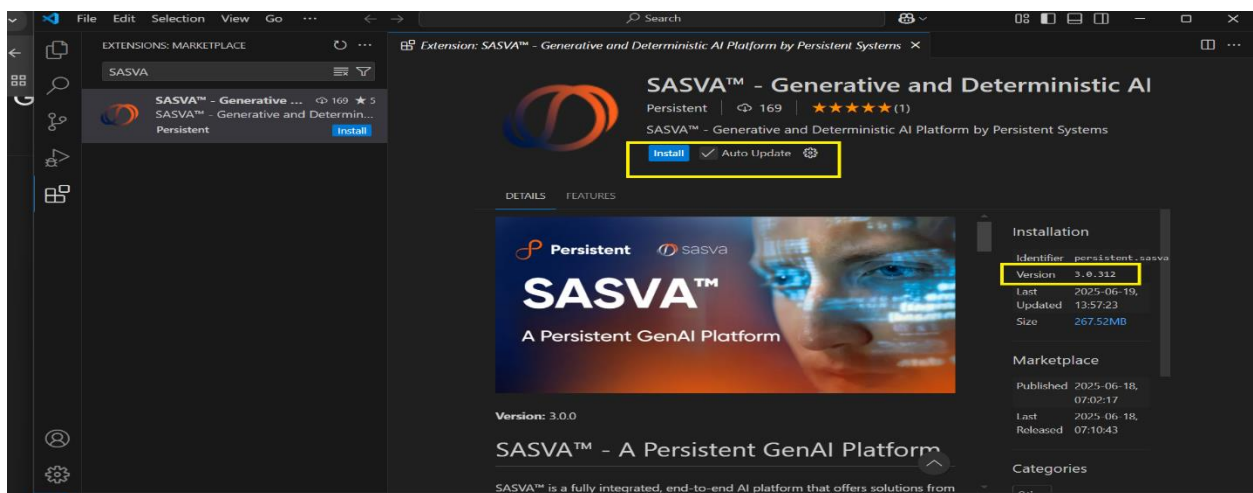 File Edit Selection View Go ···
Search
EXTENSIONS: MARKETPLACE
SASVA
SASVA™ - Generative ... 169 ★ 5
SASVA™ - Generative and Determin...
Persistent
Install
Extension: SASVA™ - Generative and Deterministic AI Platform by Persistent Systems
SASVA™ - Generative and Deterministic AI
Persistent 169 ★★★★★(1)
SASVA™ - Generative and Deterministic AI Platform by Persistent Systems
Install Auto Update
DETAILS FEATURES
Persistent sasva
SASVA™
A Persistent GenAI Platform
Version: 3.0.0
SASVA™ - A Persistent GenAI Platform
SASVA™ is a fully integrated, end-to-end AI platform that offers solutions from
Installation
Identifier persistent.sasva
Version 3.0.312
Last 2025-06-19,
Updated 13:57:23
Size 267.52MB
Marketplace
Published 2025-06-18,
07:02:17
Last 2025-06-18,
Released 07:10:43
Categories